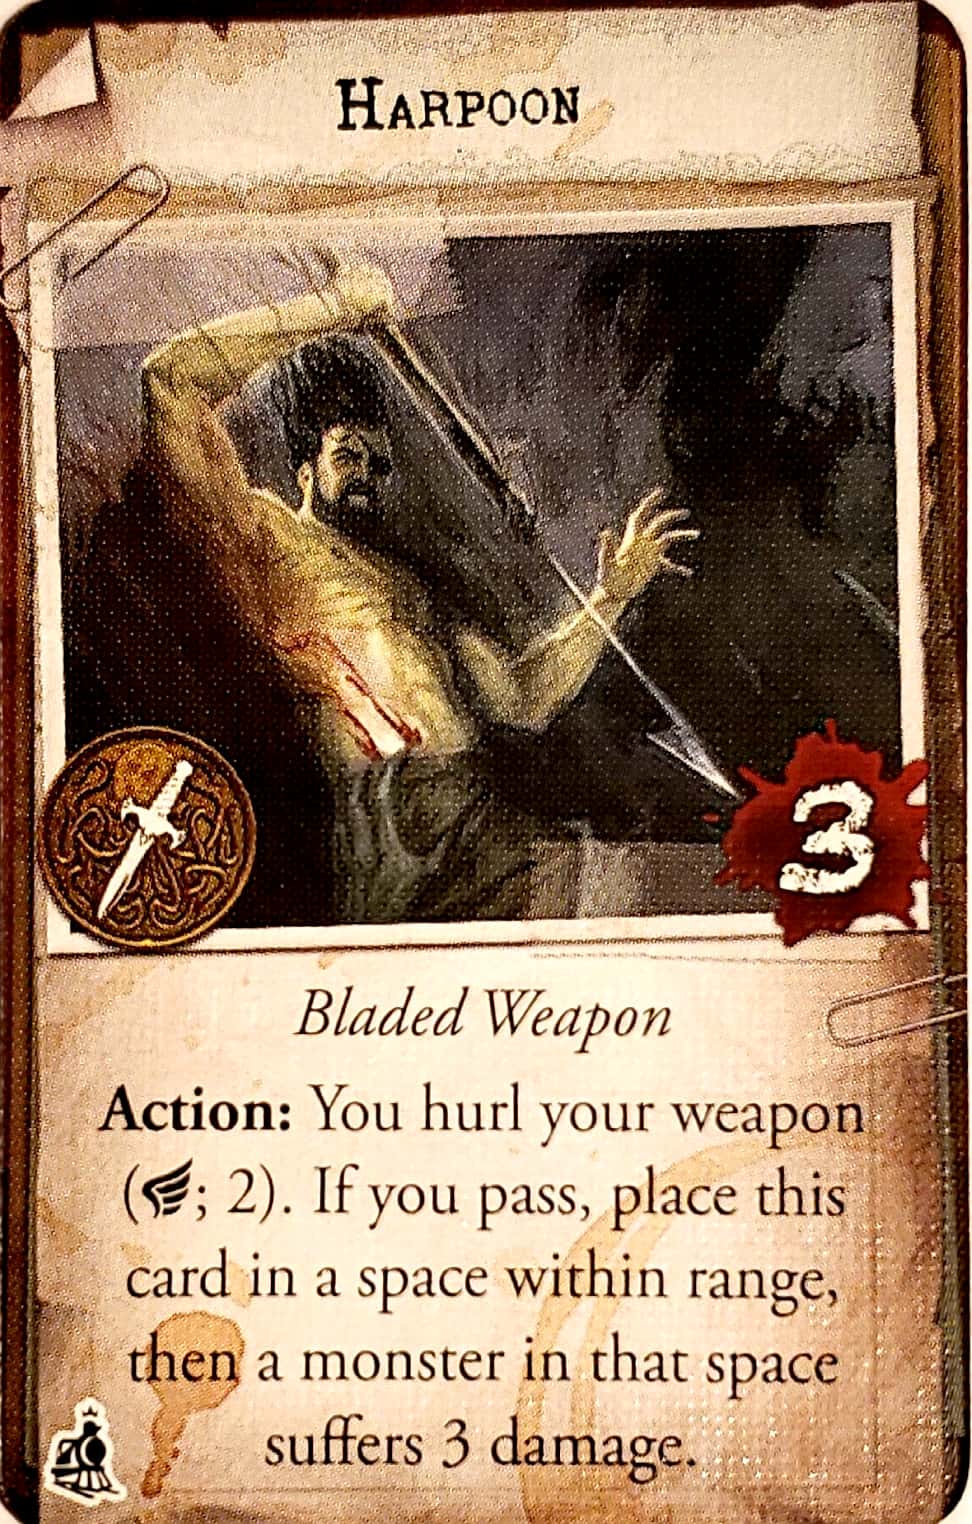 HARPOON
3
Bladed Weapon
Action: You hurl your weapon
( ; 2). If you pass, place this
card in a space within range,
then a monster in that space
suffers 3 damage.